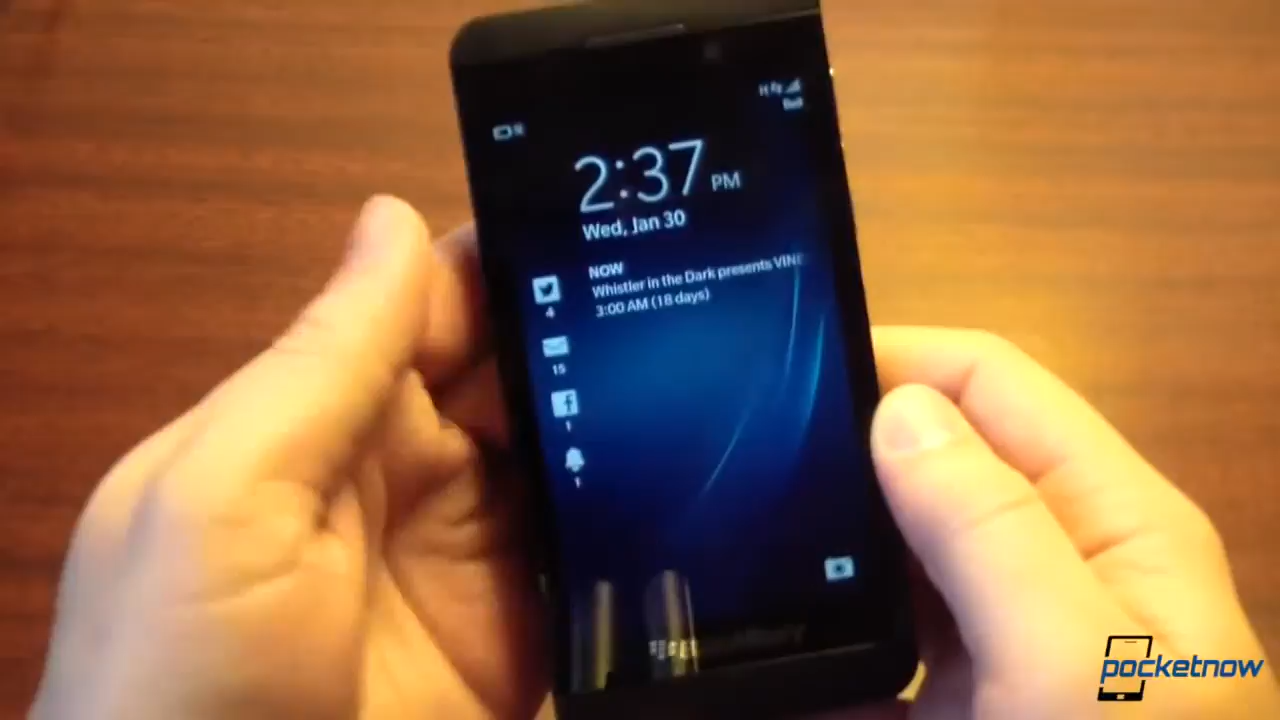 2:37 PM
Wed, Jan 30
NOW
Whistler in the Dark presents VINE
3:00 AM (18 days)
4
15
1
1
pocketnow